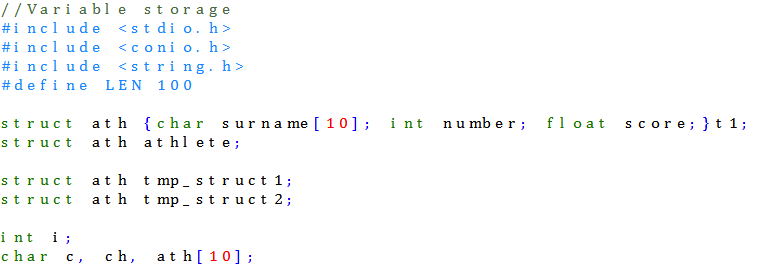 //Variable storage
#include <stdio.h>
#include <conio.h>
#include <string.h>
#define LEN 100
struct ath {char surname[10]; int number; float score;}t1;
struct ath athlete;
struct ath tmp_struct1;
struct ath tmp_struct2;
int i;
char c, ch, ath[10];